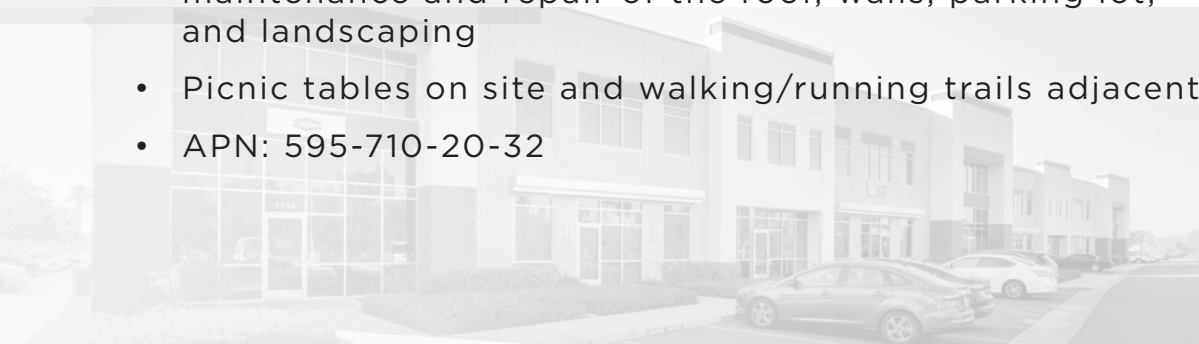 maintenance and repair of the roof, walls, parking lot,
and landscaping
• Picnic tables on site and walking/running trails adjacent
• APN: 595-710-20-32